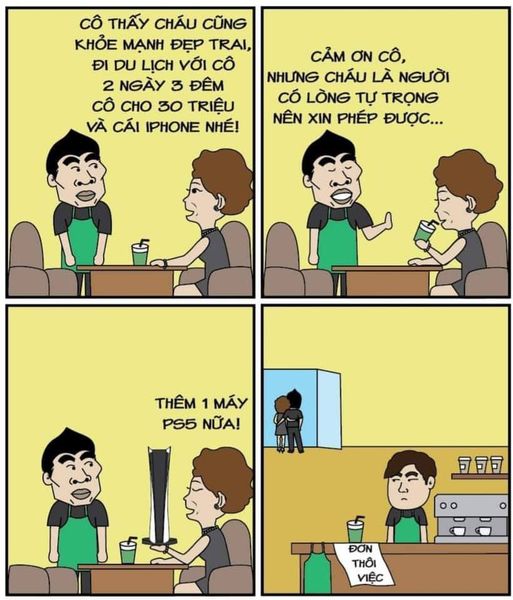 CÔ THẤY CHÁU CŨNG
KHỎE MẠNH ĐẸP TRAI,
ĐI DU LỊCH VỚI CÔ
2 NGÀY 3 ĐÊM
CÔ CHO 30 TRIỆU
VÀ CÁI IPHONE NHÉ!
CẢM ƠN CÔ,
NHƯNG CHÁU LÀ NGƯỜI
CÓ LÒNG TỰ TRỌNG
NÊN XIN PHÉP ĐƯỢC...
THÊM 1 MÁY
PS5 NỮA!
ĐƠN
THÔI
VIỆC